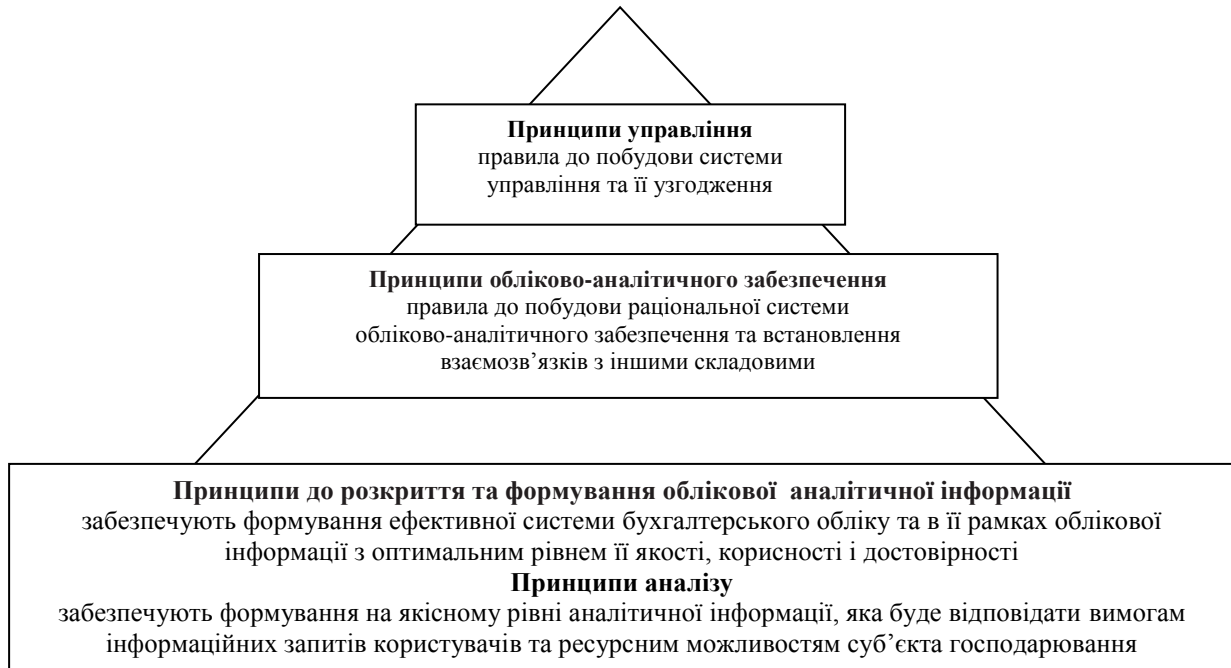 Принципи управління
правила до побудови системи
управління та її узгодження
Принципи обліково-аналітичного забезпечення
правила до побудови раціональної системи
обліково-аналітичного забезпечення та встановлення
взаємозв’язків з іншими складовими
Принципи до розкриття та формування облікової аналітичної інформації
забезпечують формування ефективної системи бухгалтерського обліку та в її рамках облікової
інформації з оптимальним рівнем її якості, корисності і достовірності
Принципи аналізу
забезпечують формування на якісному рівні аналітичної інформації, яка буде відповідати вимогам
інформаційних запитів користувачів та ресурсним можливостям суб’єкта господарювання